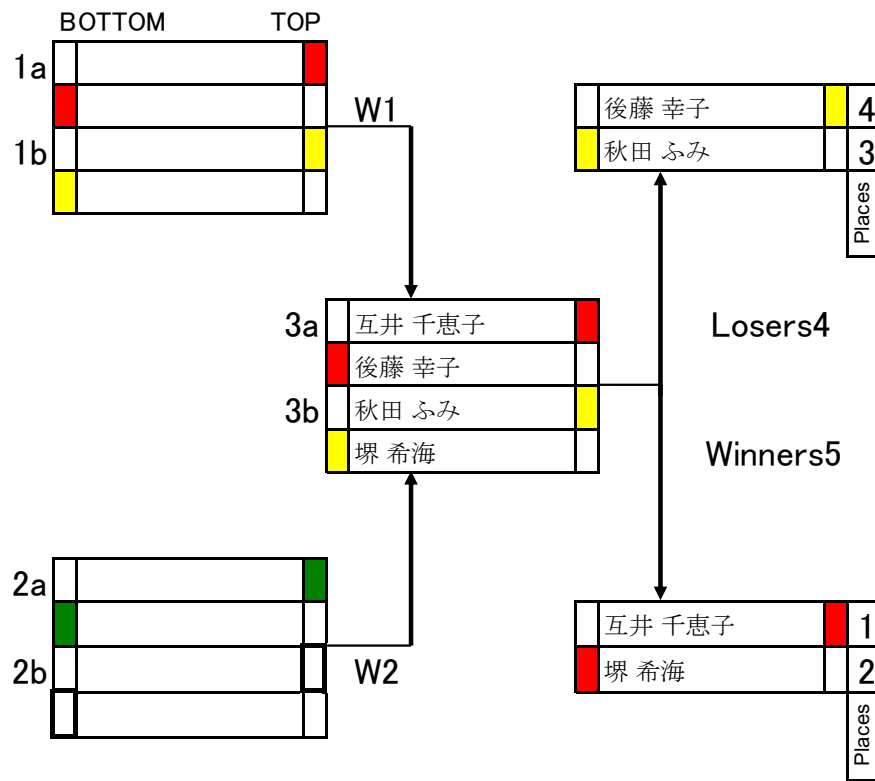 BOTTOM TOP
1a
W1
1b
後藤 幸子 4
秋田 ふみ 3
Places
3a 互井 千恵子
後藤 幸子
3b 秋田 ふみ
堺 希海
Losers4
Winners5
2a
2b W2
互井 千恵子 1
堺 希海 2
Places